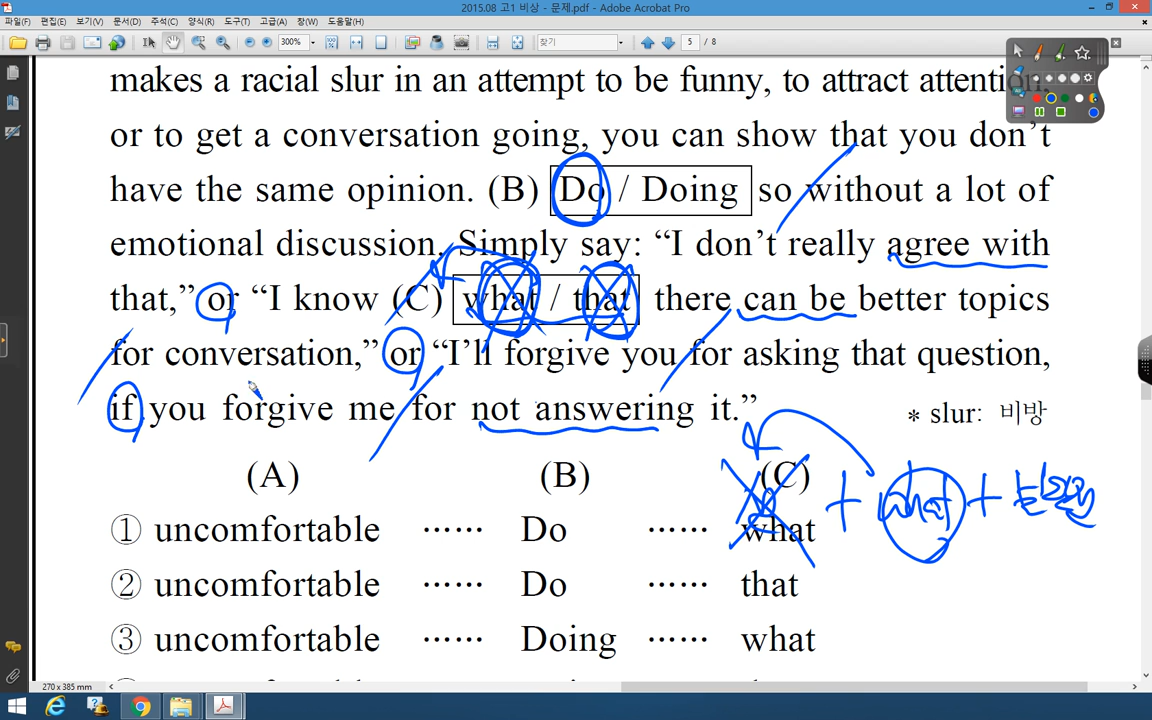 2015.08 고1 비상 - 문제.pdf - Adobe Acrobat Pro
파일(F) 편집(E) 보기(V) 문서(D) 주석(C) 양식(R) 도구(T) 고급(A) 창(W) 도움말(H)
300% 찾기 5 / 8
makes a racial slur in an attempt to be funny, to attract attention,
or to get a conversation going, you can show that you don't
have the same opinion. (B) Do / Doing so without a lot of
emotional discussion. Simply say: “I don't really agree with
that,” or “I know (C) what / that there can be better topics
for conversation,” or “I'll forgive you for asking that question,
if you forgive me for not answering it.”
* slur: 비방
(A) (B) (C)
+ what +
① uncomfortable ...... Do ...... what
② uncomfortable ...... Do ...... that
③ uncomfortable ...... Doing ...... what
270 x 385 mm